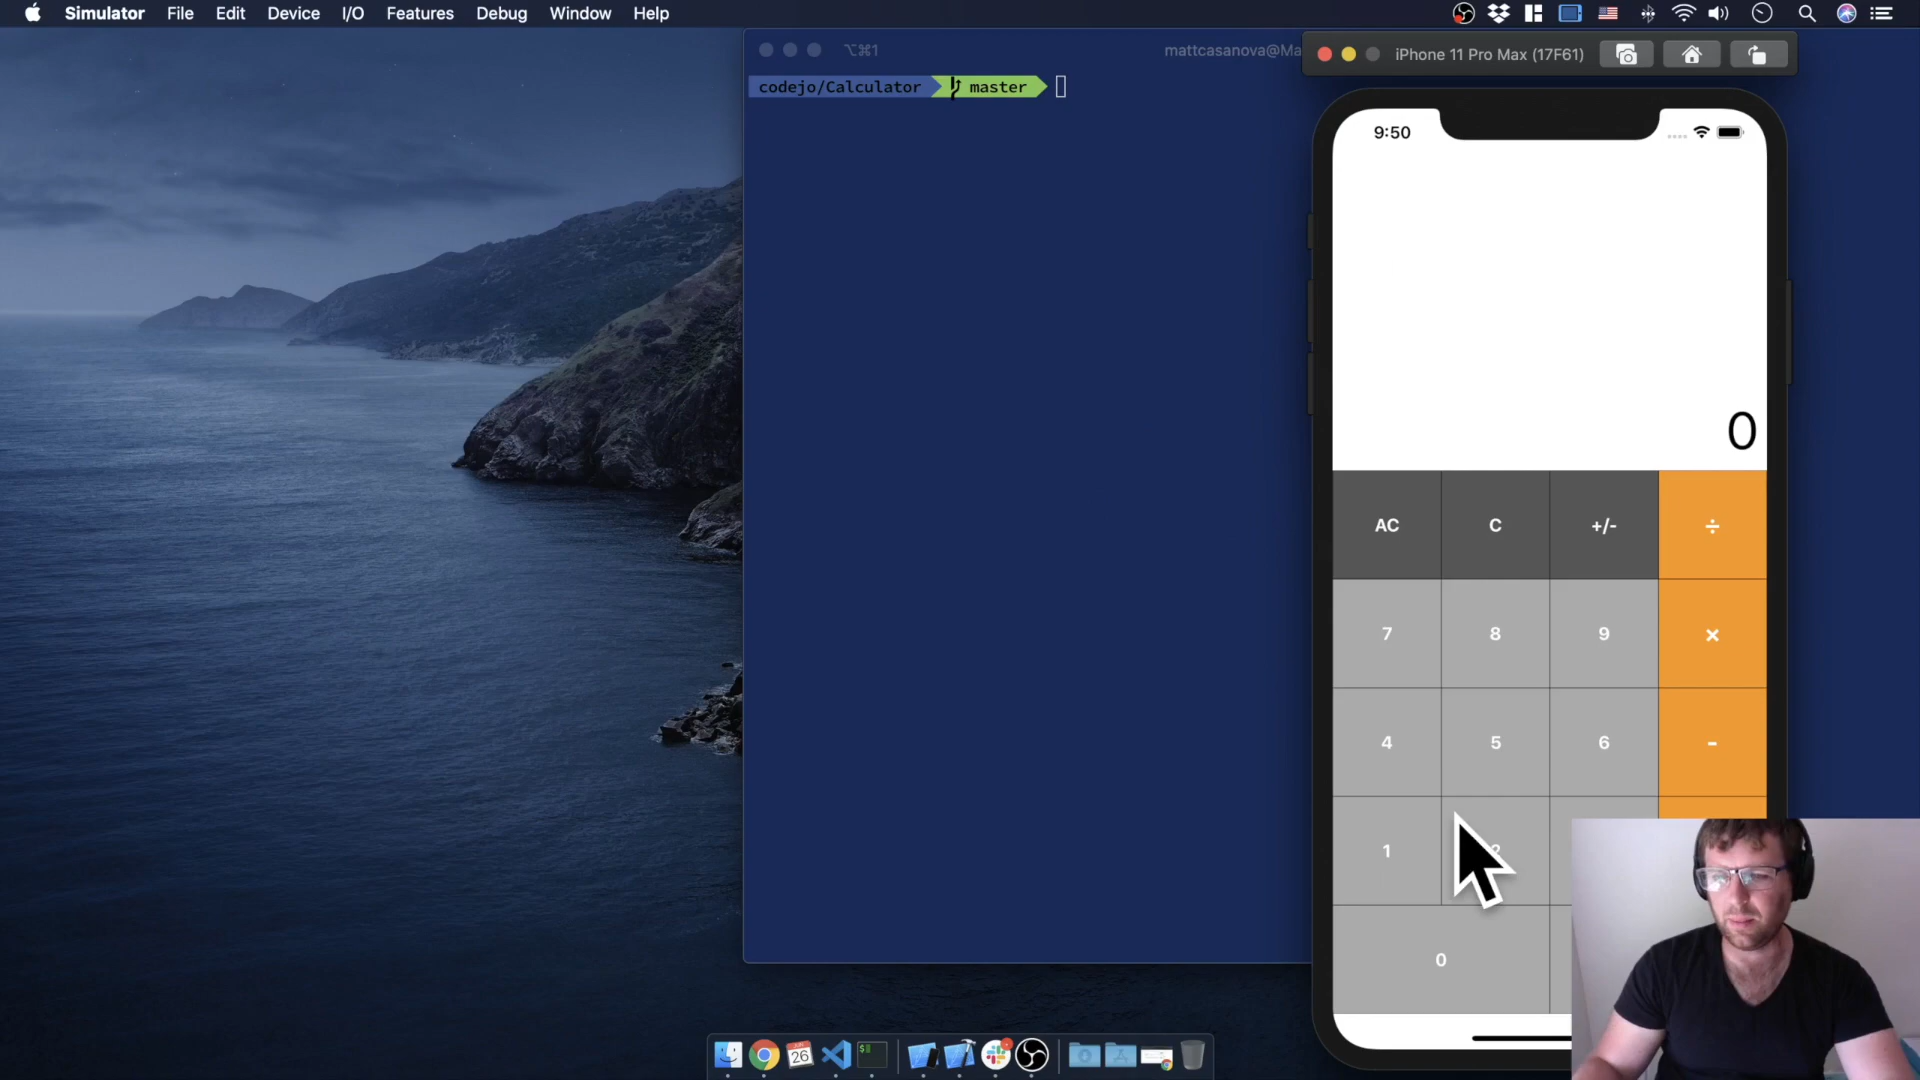 Simulator File Edit Device I/O Features Debug Window Help
⌥⌘1
mattcasanova@Ma
iPhone 11 Pro Max (17F61)
codejo/Calculator master
9:50
0
AC C +/- ÷
7 8 9 ×
4 5 6 -
1
0
JUN
26
$